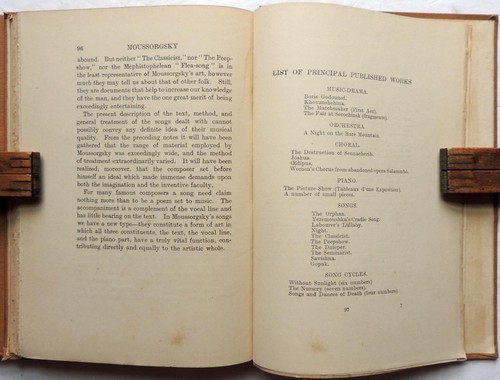 96 MOUSSORGSKY
abound. But neither "The Classicist," nor "The Peep-
show," nor the Mephistophelean "Flea-song" is in
the least representative of Moussorgsky's art, however
much they may tell us about that of other folk. Still,
they are documents that help to increase our knowledge
of the man, and they have the one great merit of being
exceedingly entertaining.
The present description of the text, method, and
general treatment of the songs dealt with cannot
possibly convey any definite idea of their musical
quality. From the preceding notes it will have been
gathered that the range of material employed by
Moussorgsky was exceedingly wide, and the method
of treatment extraordinarily varied. It will have been
realised, moreover, that the composer set before
himself an ideal which made immense demands upon
both the imagination and the inventive faculty.
For many famous composers a song need claim
nothing more than to be a poem set to music. The
accompaniment is a complement of the vocal line and
has little bearing on the text. In Moussorgsky's songs
we have a new type—they constitute a form of art in
which all three constituents, the text, the vocal line,
and the piano part, have a truly vital function, con-
tributing directly and equally to the artistic whole.
LIST OF PRINCIPAL PUBLISHED WORKS
MUSIC-DRAMA.
Boris Godounof.
Khovanshchina.
The Matchmaker (First Act).
The Fair at Sorochinsk (fragments).
ORCHESTRA.
A Night on the Bare Mountain.
CHORAL.
The Destruction of Sennacherib.
Joshua.
Œdipus.
Women's Chorus from abandoned opera Salammbo.
PIANO.
The Picture-Show (Tableaux d'une Exposition).
A number of small pieces.
SONGS.
The Orphan.
Yeremoushka's Cradle Song.
Labourer's Lullaby.
Night.
The Classicist.
The Peepshow.
The Dnieper.
The Seminarist.
Savishna.
Gopak.
SONG CYCLES.
Without Sunlight (six numbers)
The Nursery (seven numbers).
Songs and Dances of Death (four numbers).
97 7